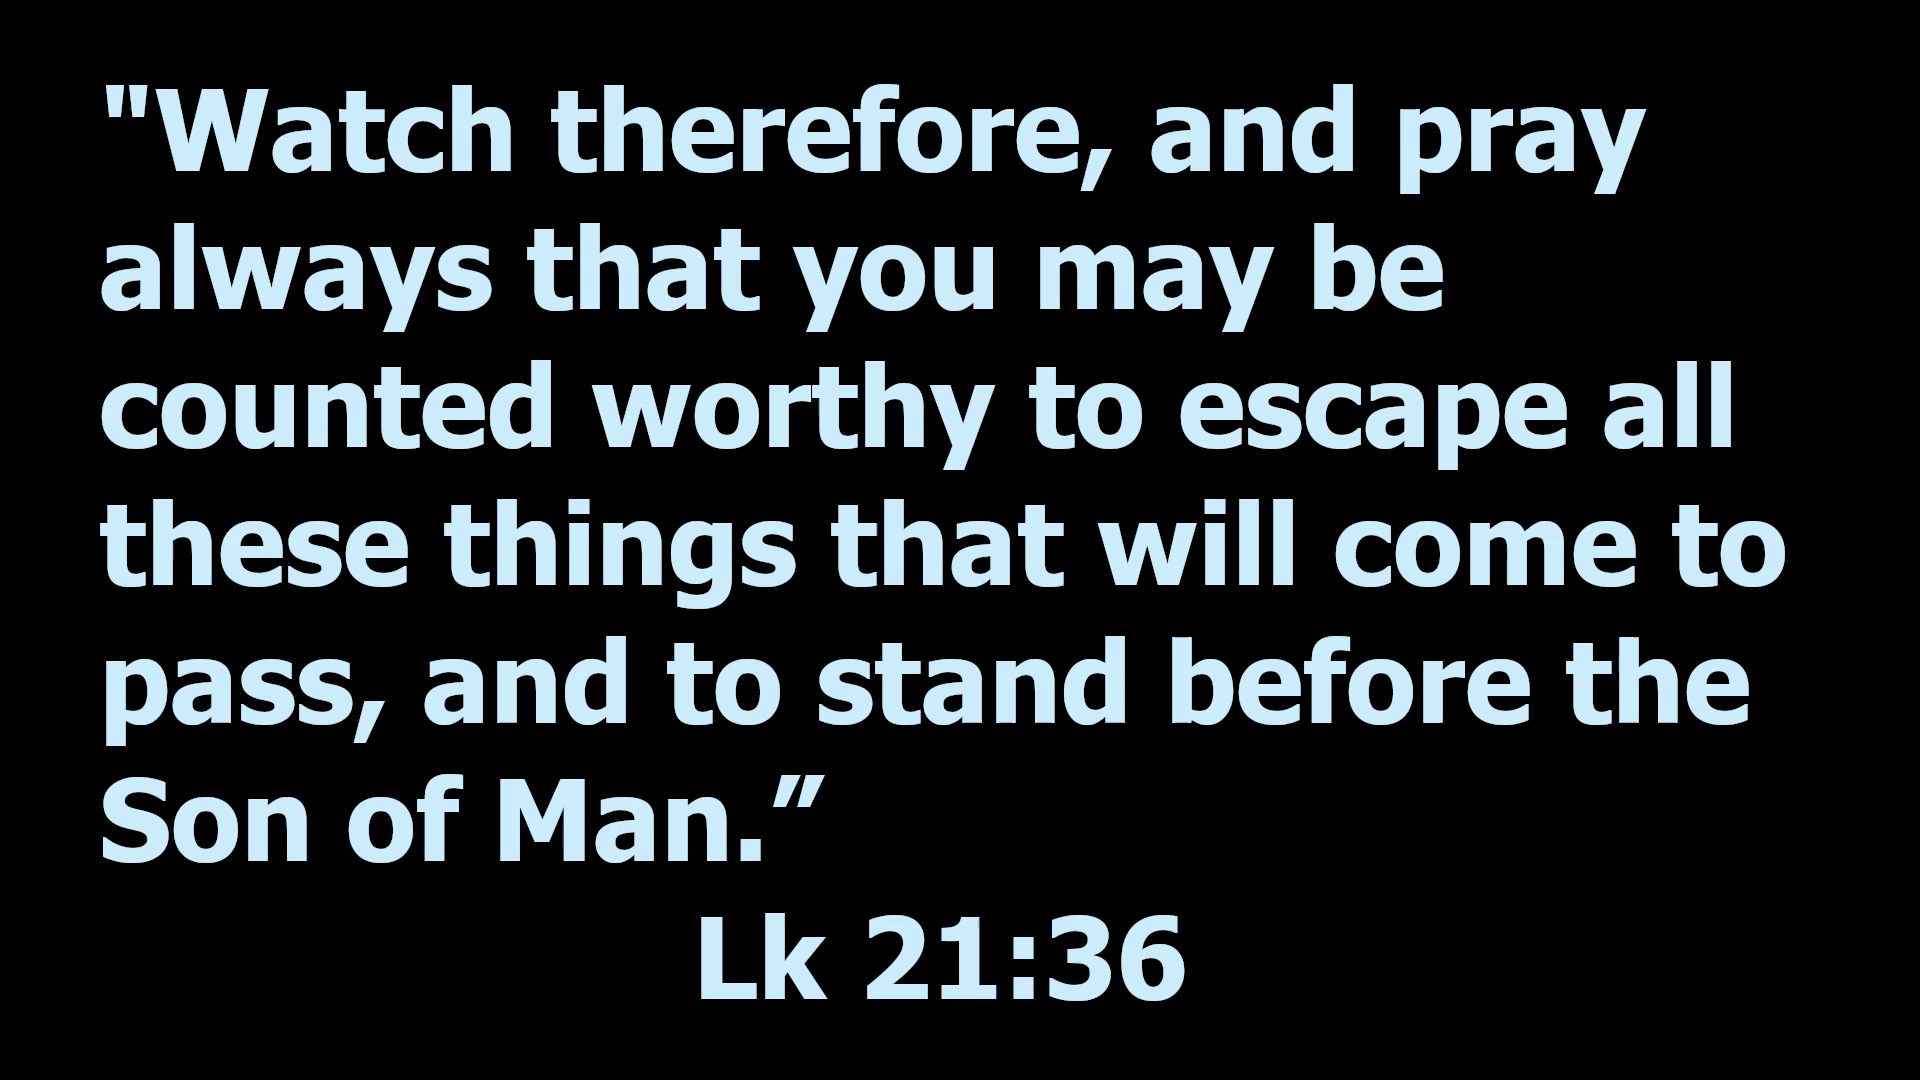 "Watch therefore, and pray
always that you may be
counted worthy to escape all
these things that will come to
pass, and to stand before the
Son of Man.”
Lk 21:36